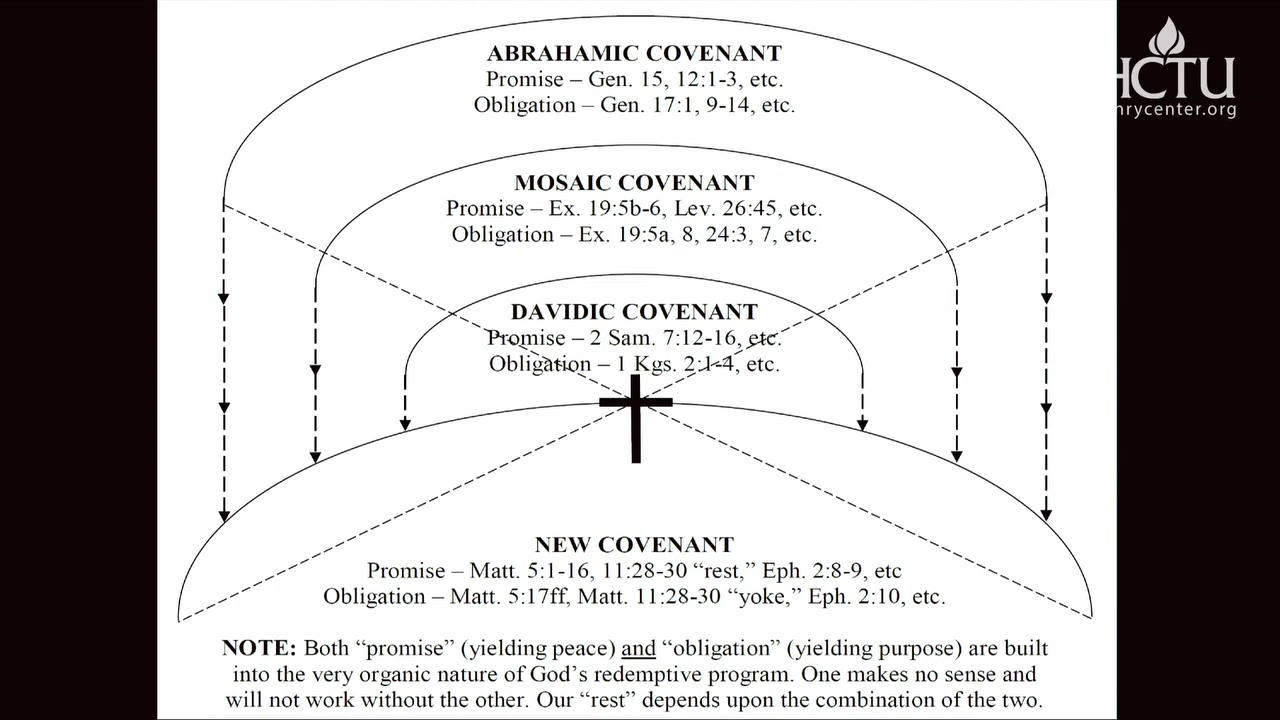 ABRAHAMIC COVENANT
Promise – Gen. 15, 12:1-3, etc.
Obligation – Gen. 17:1, 9-14, etc.
HCTU
nrycenter.org
MOSAIC COVENANT
Promise – Ex. 19:5b-6, Lev. 26:45, etc.
Obligation – Ex. 19:5a, 8, 24:3, 7, etc.
DAVIDIC COVENANT
Promise – 2 Sam. 7:12-16, etc.
Obligation – 1 Kgs. 2:1-4, etc.
NEW COVENANT
Promise – Matt. 5:1-16, 11:28-30 “rest,” Eph. 2:8-9, etc
Obligation – Matt. 5:17ff, Matt. 11:28-30 “yoke,” Eph. 2:10, etc.
NOTE: Both “promise” (yielding peace) and “obligation” (yielding purpose) are built
into the very organic nature of God’s redemptive program. One makes no sense and
will not work without the other. Our “rest” depends upon the combination of the two.